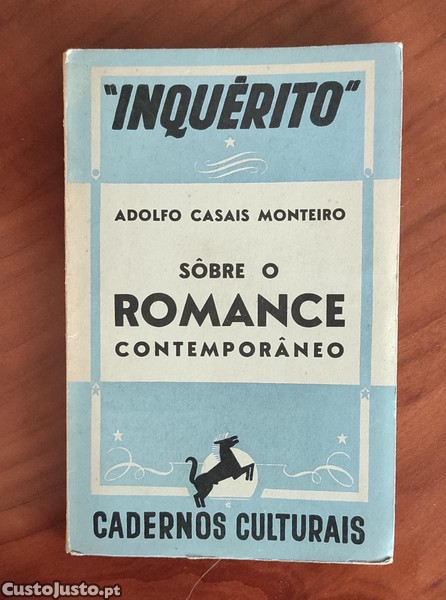 "INQUÉRITO"
ADOLFO CASAIS MONTEIRO
SÔBRE O
ROMANCE
CONTEMPORÂNEO
CADERNOS CULTURAIS
CustoJusto.pt